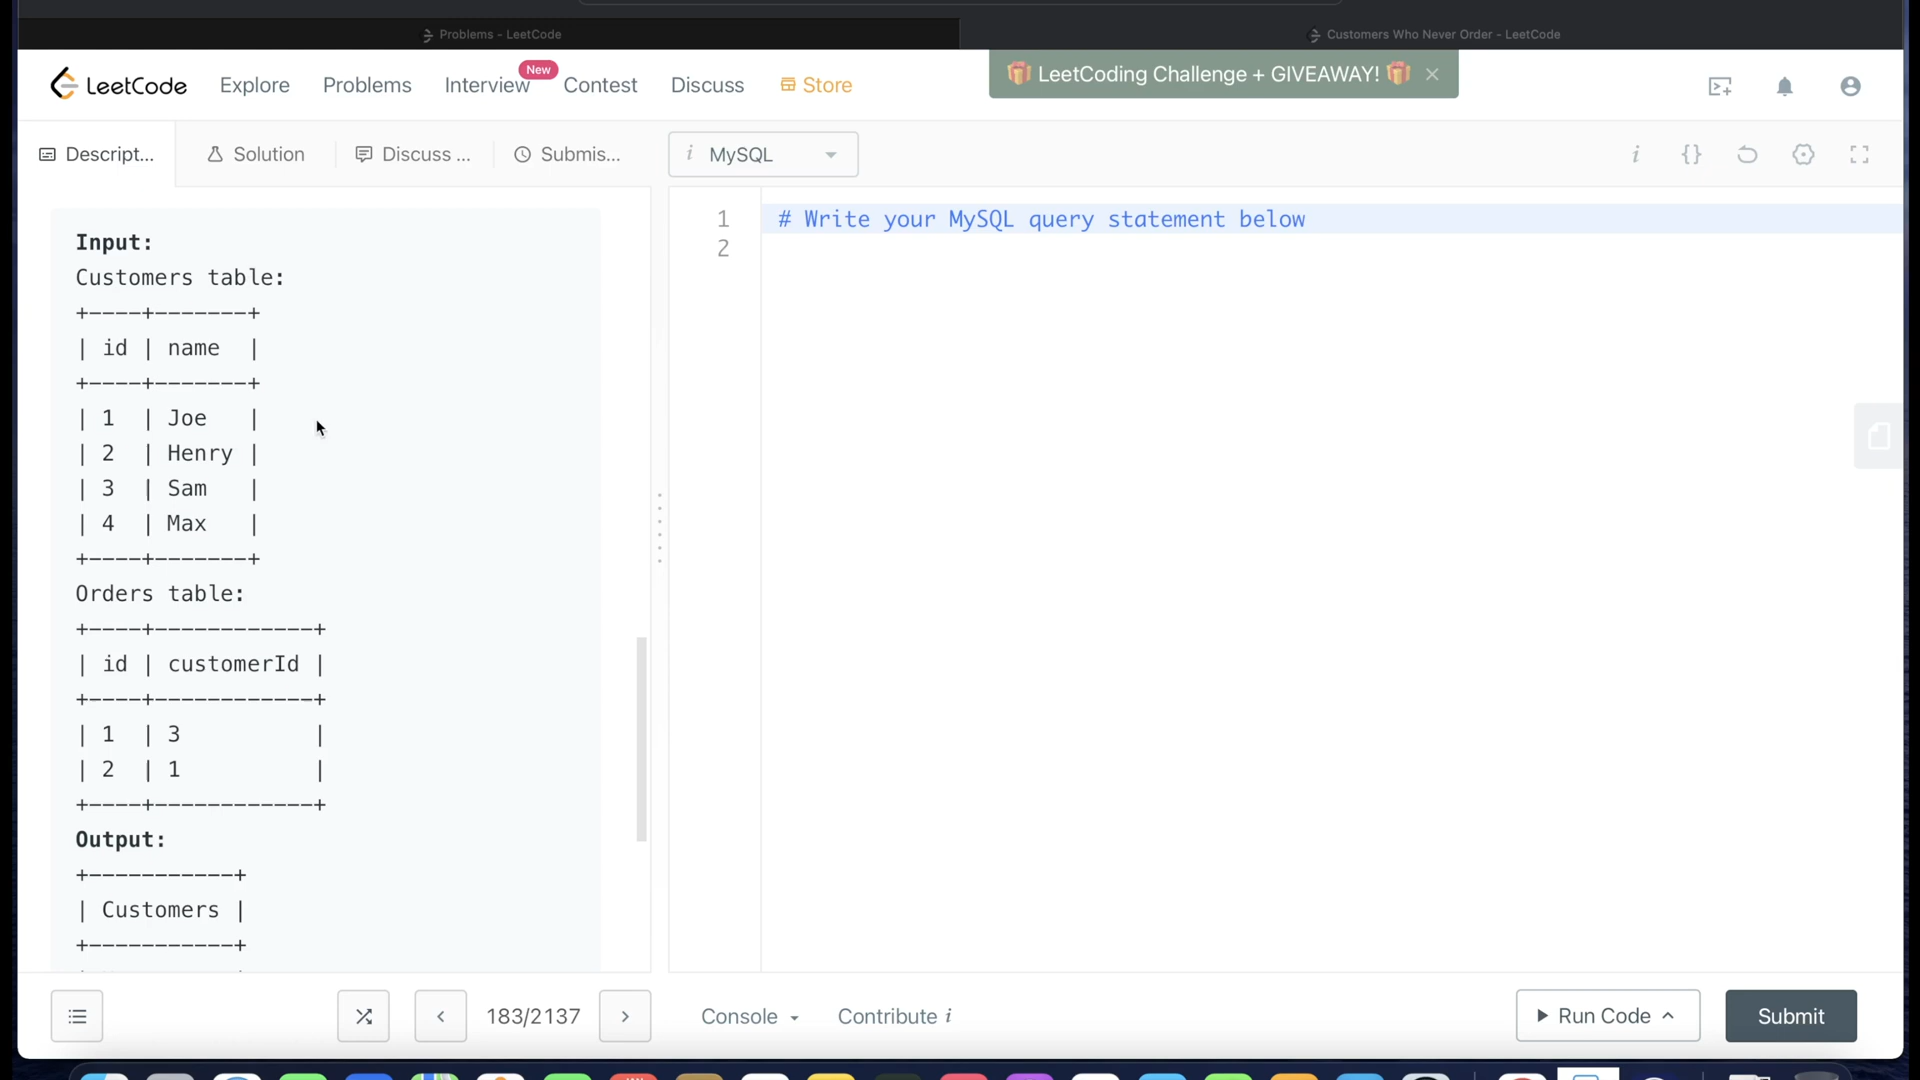 Problems - LeetCode
Customers Who Never Order - LeetCode
LeetCode
Explore
Problems
Interview
New
Contest
Discuss
Store
LeetCoding Challenge + GIVEAWAY!
Descript...
Solution
Discuss ...
Submis...
i MySQL
i {}
Input:
Customers table:
+----+-------+
| id | name  |
+----+-------+
| 1  | Joe   |
| 2  | Henry |
| 3  | Sam   |
| 4  | Max   |
+----+-------+
Orders table:
+----+------------+
| id | customerId |
+----+------------+
| 1  | 3          |
| 2  | 1          |
+----+------------+
Output:
+-----------+
| Customers |
+-----------+
1 # Write your MySQL query statement below
2
183/2137
Console
Contribute i
Run Code
Submit